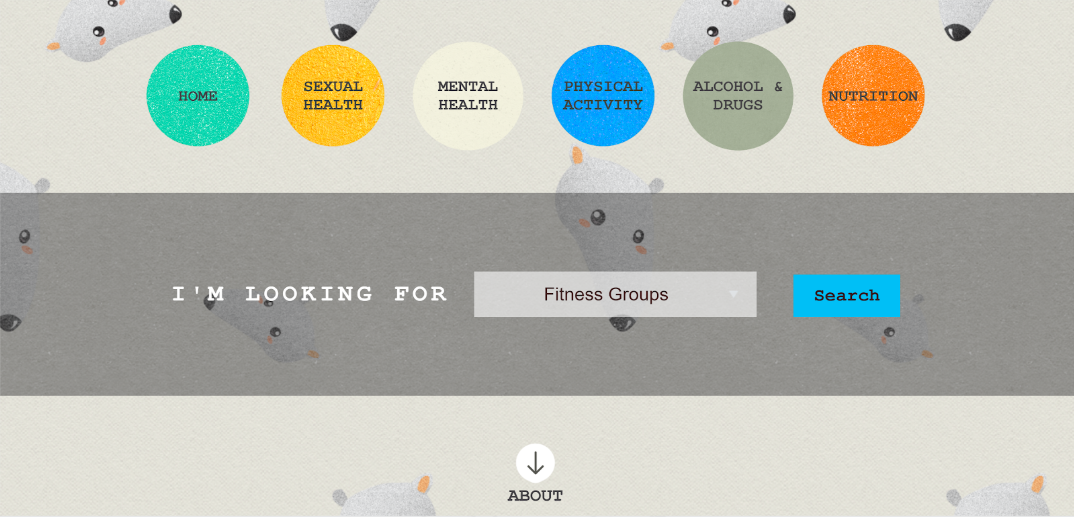 HOME
SEXUAL
HEALTH
MENTAL
HEALTH
PHYSICAL
ACTIVITY
ALCOHOL &
DRUGS
NUTRITION
I'M LOOKING FOR
Fitness Groups
Search
ABOUT